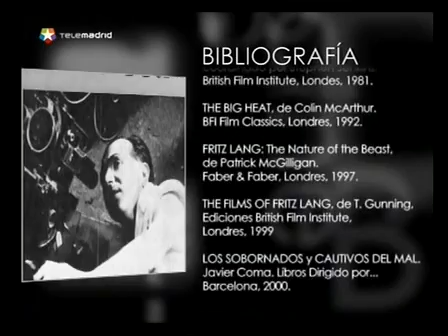 TELEMADRID
BIBLIOGRAFÍA
British Film Institute, Londes, 1981.
THE BIG HEAT, de Colin McArthur.
BFI Film Classics, Londres, 1992.
FRITZ LANG: The Nature of the Beast,
de Patrick McGilligan.
Faber & Faber, Londres, 1997.
THE FILMS OF FRITZ LANG, de T. Gunning,
Ediciones British Film Institute,
Londres, 1999
LOS SOBORNADOS y CAUTIVOS DEL MAL.
Javier Coma. Libros Dirigido por...
Barcelona, 2000.